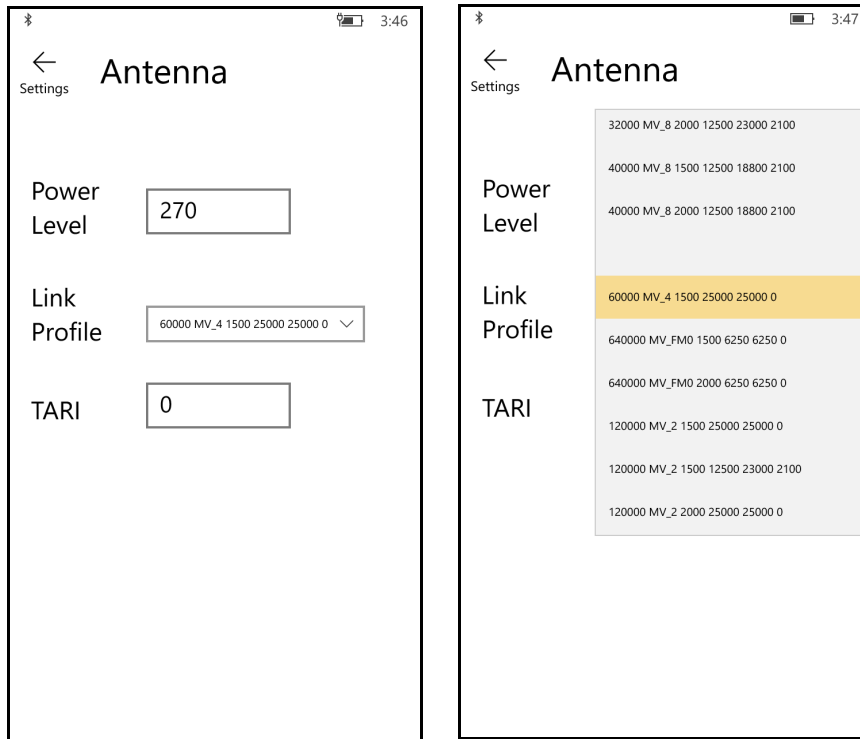 3:46
Settings
Antenna
Power
Level
270
Link
Profile
60000 MV_4 1500 25000 25000 0
TARI
0
3:47
Settings
Antenna
32000 MV_8 2000 12500 23000 2100
40000 MV_8 1500 12500 18800 2100
Power
Level
40000 MV_8 2000 12500 18800 2100
Link
Profile
60000 MV_4 1500 25000 25000 0
640000 MV_FM0 1500 6250 6250 0
640000 MV_FM0 2000 6250 6250 0
TARI
120000 MV_2 1500 25000 25000 0
120000 MV_2 1500 12500 23000 2100
120000 MV_2 2000 25000 25000 0